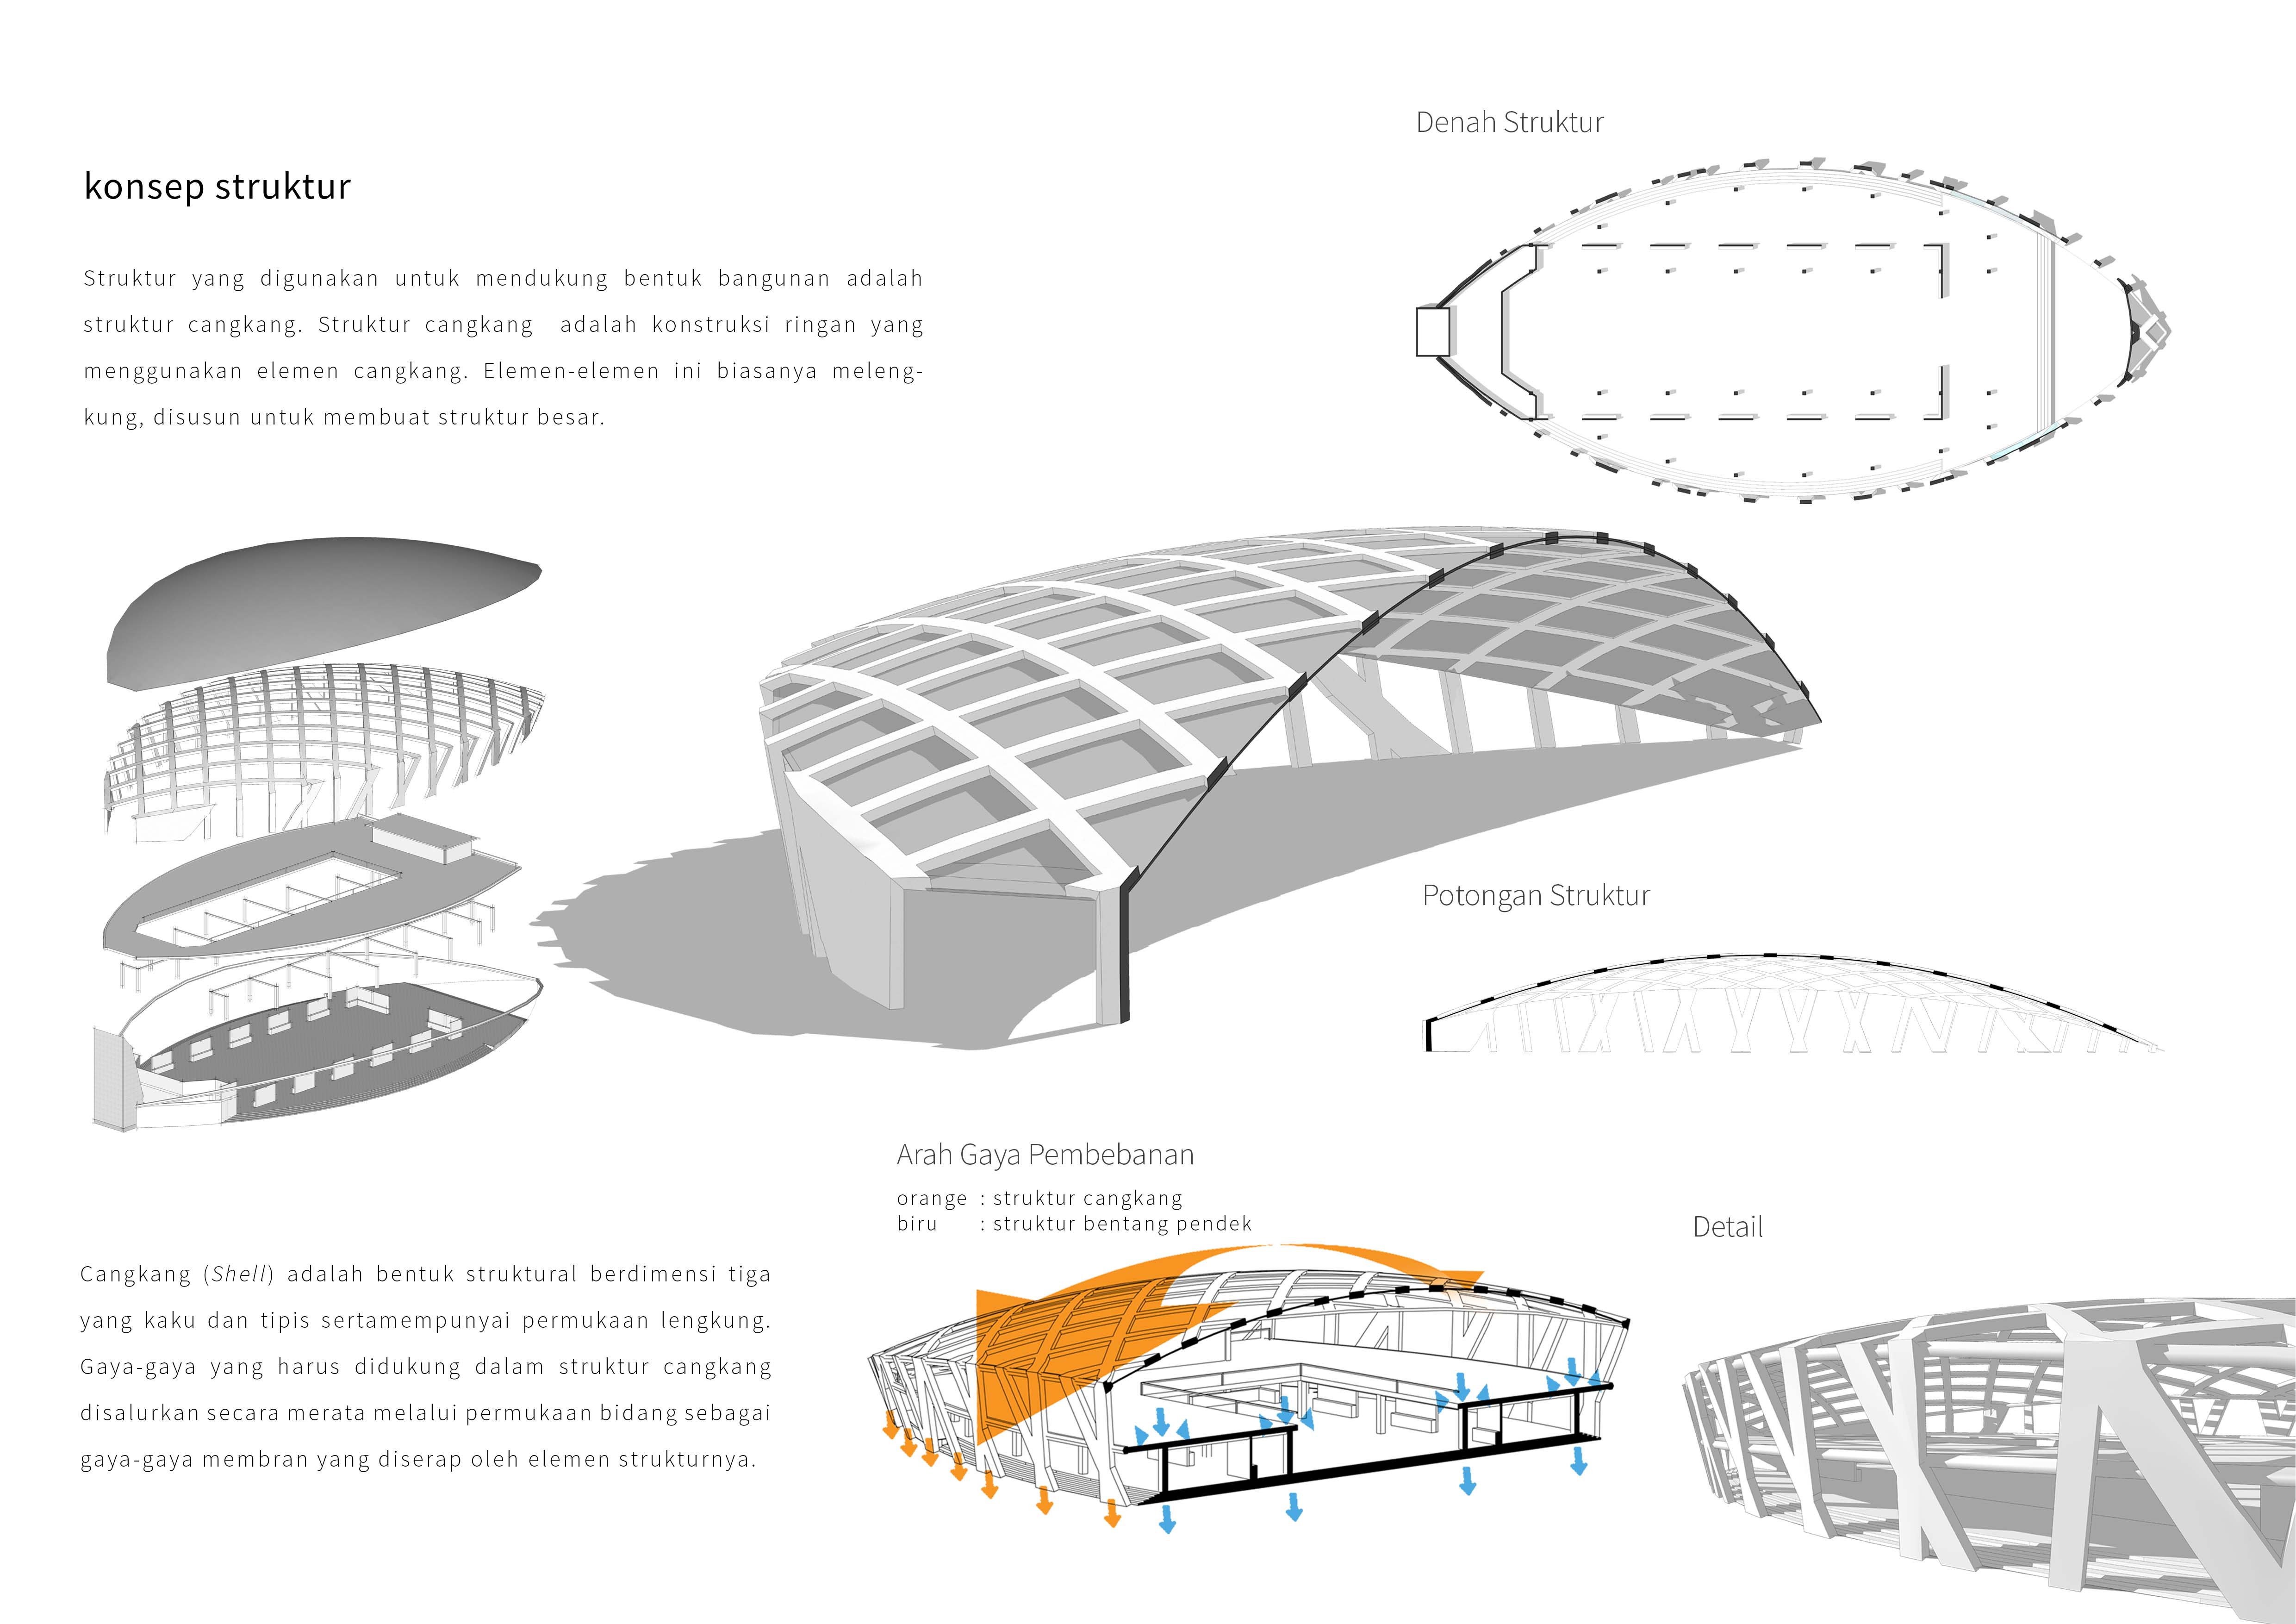 konsep struktur
Struktur yang digunakan untuk mendukung bentuk bangunan adalah
struktur cangkang. Struktur cangkang adalah konstruksi ringan yang
menggunakan elemen cangkang. Elemen-elemen ini biasanya meleng-
kung, disusun untuk membuat struktur besar.
Denah Struktur
Potongan Struktur
Arah Gaya Pembebanan
orange : struktur cangkang
biru : struktur bentang pendek
Detail
Cangkang (Shell) adalah bentuk struktural berdimensi tiga
yang kaku dan tipis sertamempunyai permukaan lengkung.
Gaya-gaya yang harus didukung dalam struktur cangkang
disalurkan secara merata melalui permukaan bidang sebagai
gaya-gaya membran yang diserap oleh elemen strukturnya.